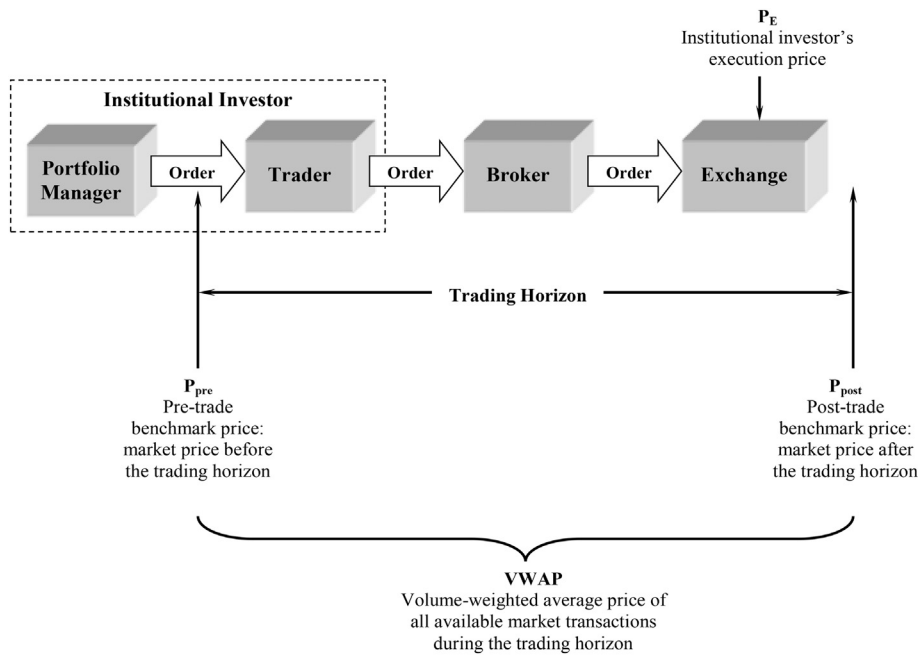 P_E
Institutional investor's
execution price
Institutional Investor
Portfolio
Manager
Order
Trader
Order
Broker
Order
Exchange
Trading Horizon
P_pre
Pre-trade
benchmark price:
market price before
the trading horizon
P_post
Post-trade
benchmark price:
market price after
the trading horizon
VWAP
Volume-weighted average price of
all available market transactions
during the trading horizon